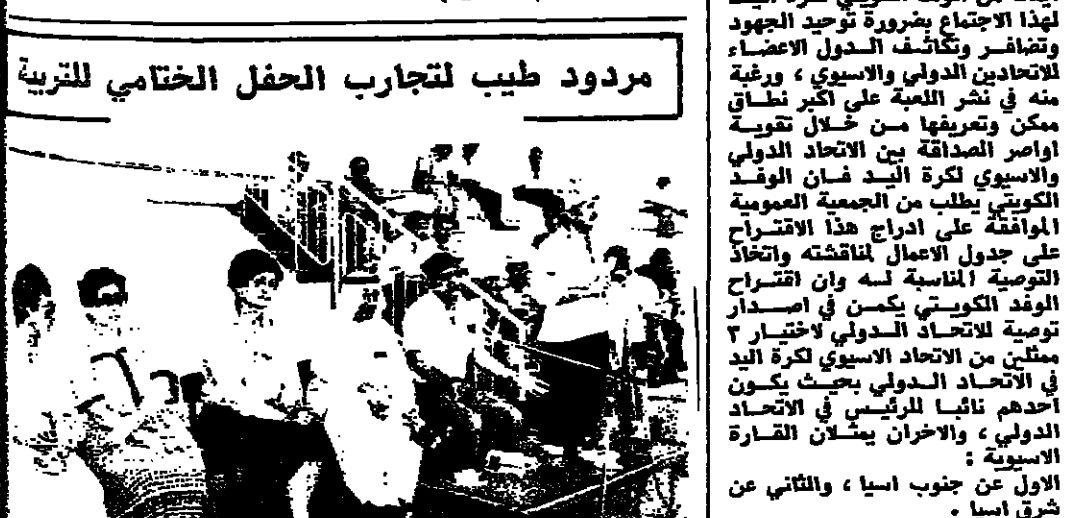 لهذا الاجتماع بضرورة توحيد الجهود
وتضافر وتكاثف الدول الاعضاء
للاتحادين الدولي والاسيوي ، ورغبة
منه في نشر اللعبة على اكبر نطاق
ممكن وتعريفها من خلال تقوية
اواصر الصداقة بين الاتحاد الدولي
والاسيوي لكرة اليد فان الوفد
الكويتي يطلب من الجمعية العمومية
الموافقة على ادراج هذا الاقتراح
على جدول الاعمال لمناقشته واتخاذ
التوصية المناسبة له وان اقتراح
الوفد الكويتي يكمن في اصدار
توصية للاتحاد الدولي لاختيار ٣
ممثلين من الاتحاد الاسيوي لكرة اليد
في الاتحاد الدولي بحيث يكون
احدهم نائبا للرئيس في الاتحاد
الدولي ، والاخران يمثلان القارة
الاسيوية :
الاول عن جنوب اسيا ، والثاني عن
شرق اسيا .
مردود طيب لتجارب الحفل الختامي للتربية